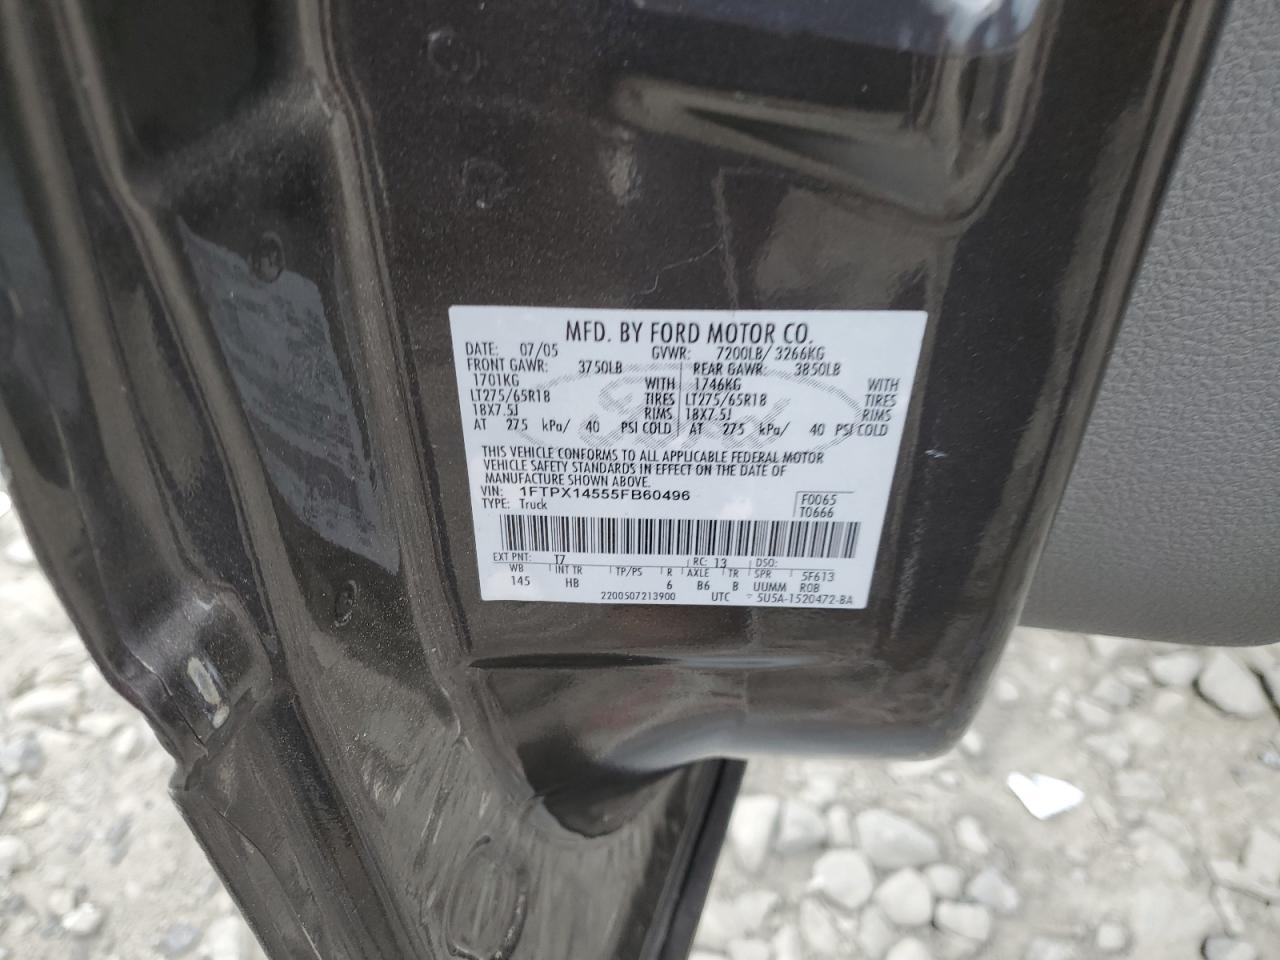 MFD. BY FORD MOTOR CO.
DATE: 07/05 GVWR: 7200LB/ 3266KG
FRONT GAWR: 3750LB REAR GAWR: 3850LB
1701KG WITH 1746KG WITH
LT275/65R18 TIRES LT275/65R18 TIRES
18X7.5J RIMS 18X7.5J RIMS
AT 275 kPa/ 40 PSI COLD AT 275 kPa/ 40 PSI COLD
THIS VEHICLE CONFORMS TO ALL APPLICABLE FEDERAL MOTOR
VEHICLE SAFETY STANDARDS IN EFFECT ON THE DATE OF
MANUFACTURE SHOWN ABOVE.
VIN: 1FTPX14555FB60496 F0065
TYPE: Truck T0666
EXT PNT: T7 RC: 13 DSO:
WB INT TR TP/PS R AXLE TR SPR 5F613
145 HB 6 B6 B UUMM ROB
2200507213900 UTC 5U5A-1520472-BA